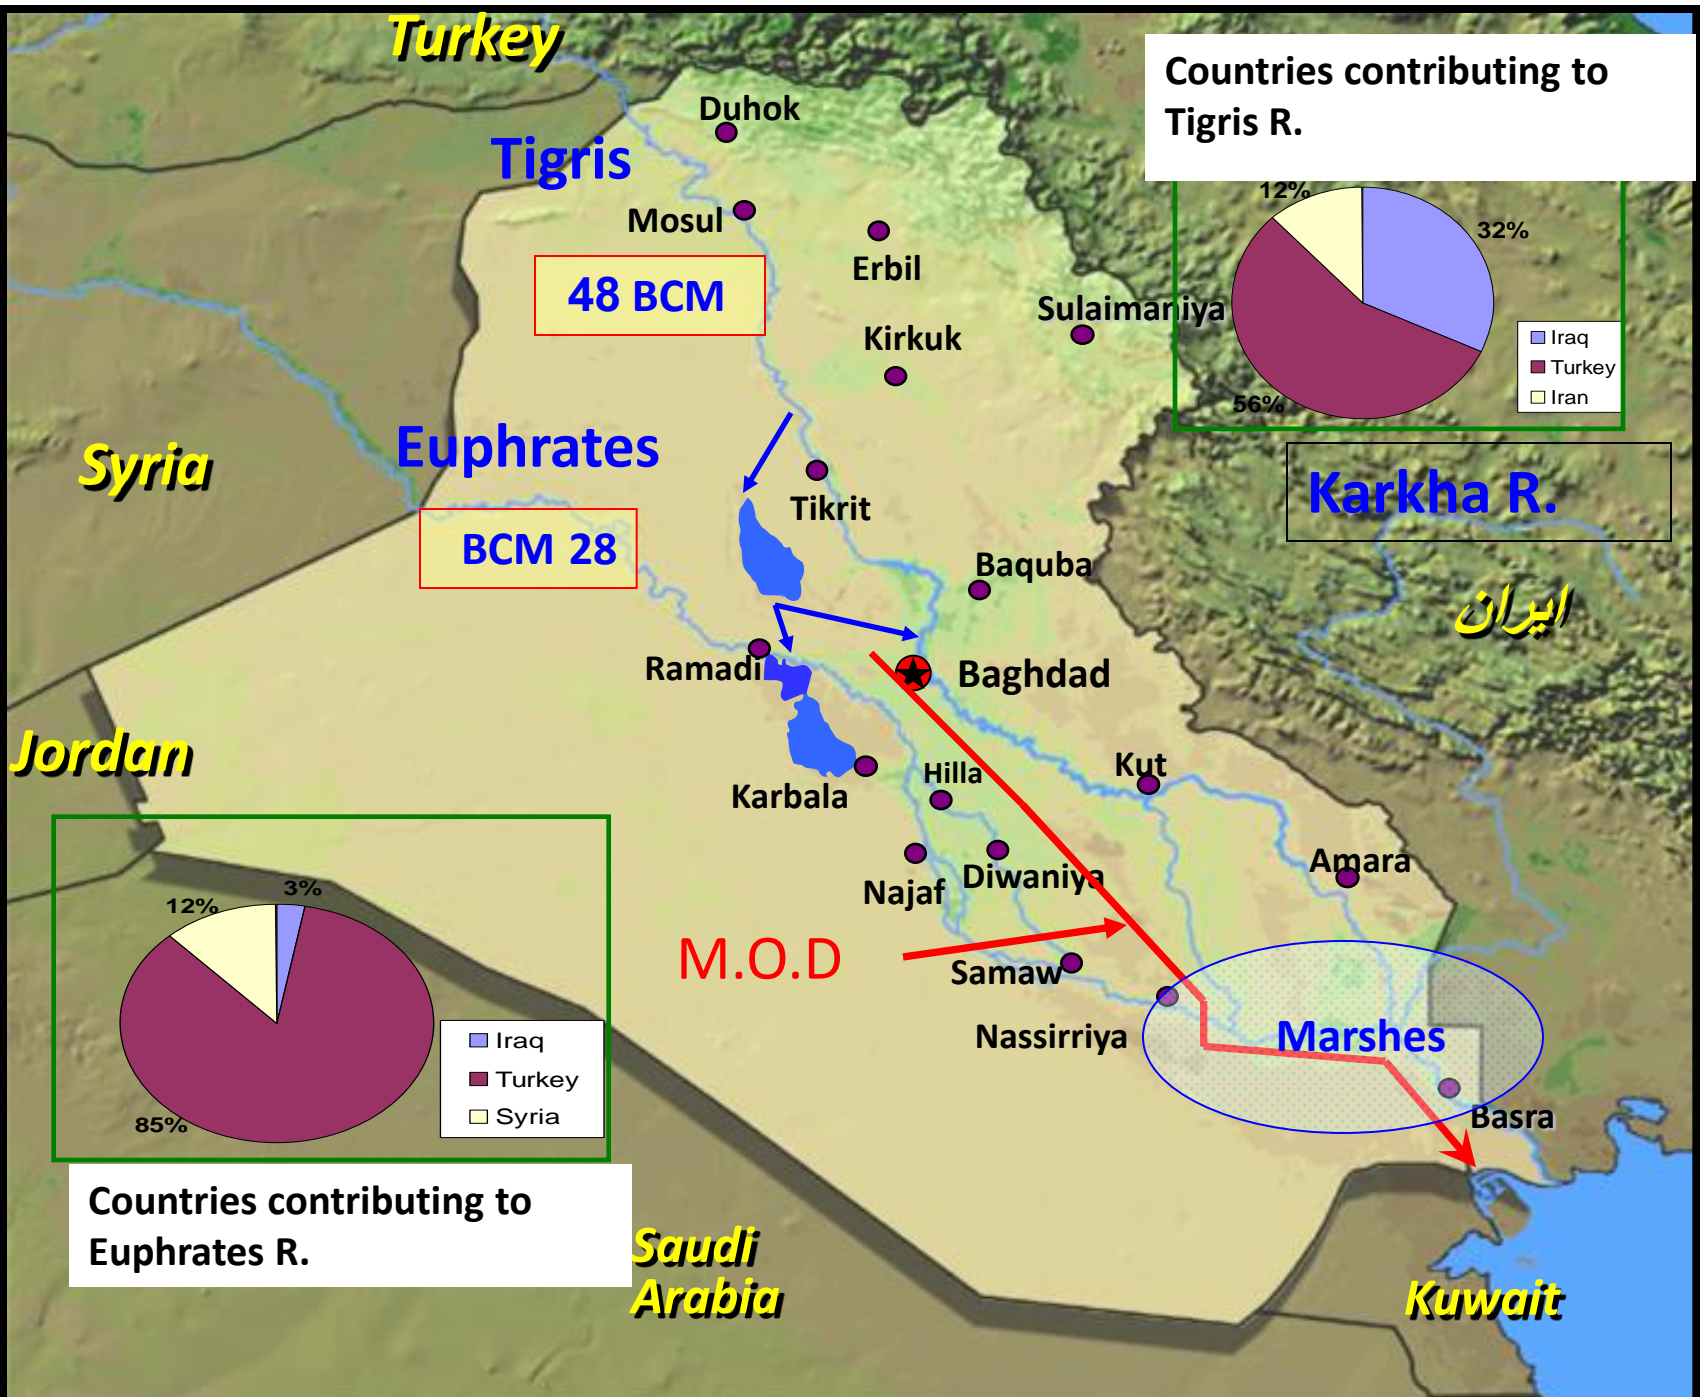 Turkey
Countries contributing to
Tigris R.
Duhok
Tigris
12%
Mosul
32%
Erbil
48 BCM
Sulaimaniya
Kirkuk
Iraq
Turkey
Iran
56%
Euphrates
Syria
Karkha R.
Tikrit
BCM 28
Baquba
ایران
Ramadi
Baghdad
Jordan
Kut
Hilla
Karbala
Amara
Diwaniya
Najaf
3%
12%
M.O.D
Samaw
Nassirriya
Marshes
Iraq
Turkey
Syria
85%
Basra
Countries contributing to
Euphrates R.
Saudi
Arabia
Kuwait